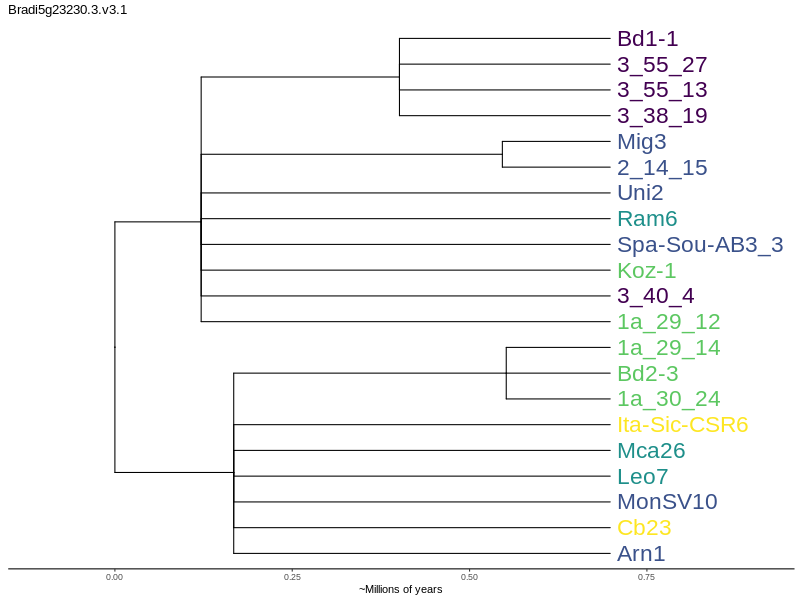 Bradi5g23230.3.v3.1
Bd1-1
3_55_27
3_55_13
3_38_19
Mig3
2_14_15
Uni2
Ram6
Spa-Sou-AB3_3
Koz-1
3_40_4
1a_29_12
1a_29_14
Bd2-3
1a_30_24
Ita-Sic-CSR6
Mca26
Leo7
MonSV10
Cb23
Arn1
0.00 0.25 0.50 0.75
~Millions of years